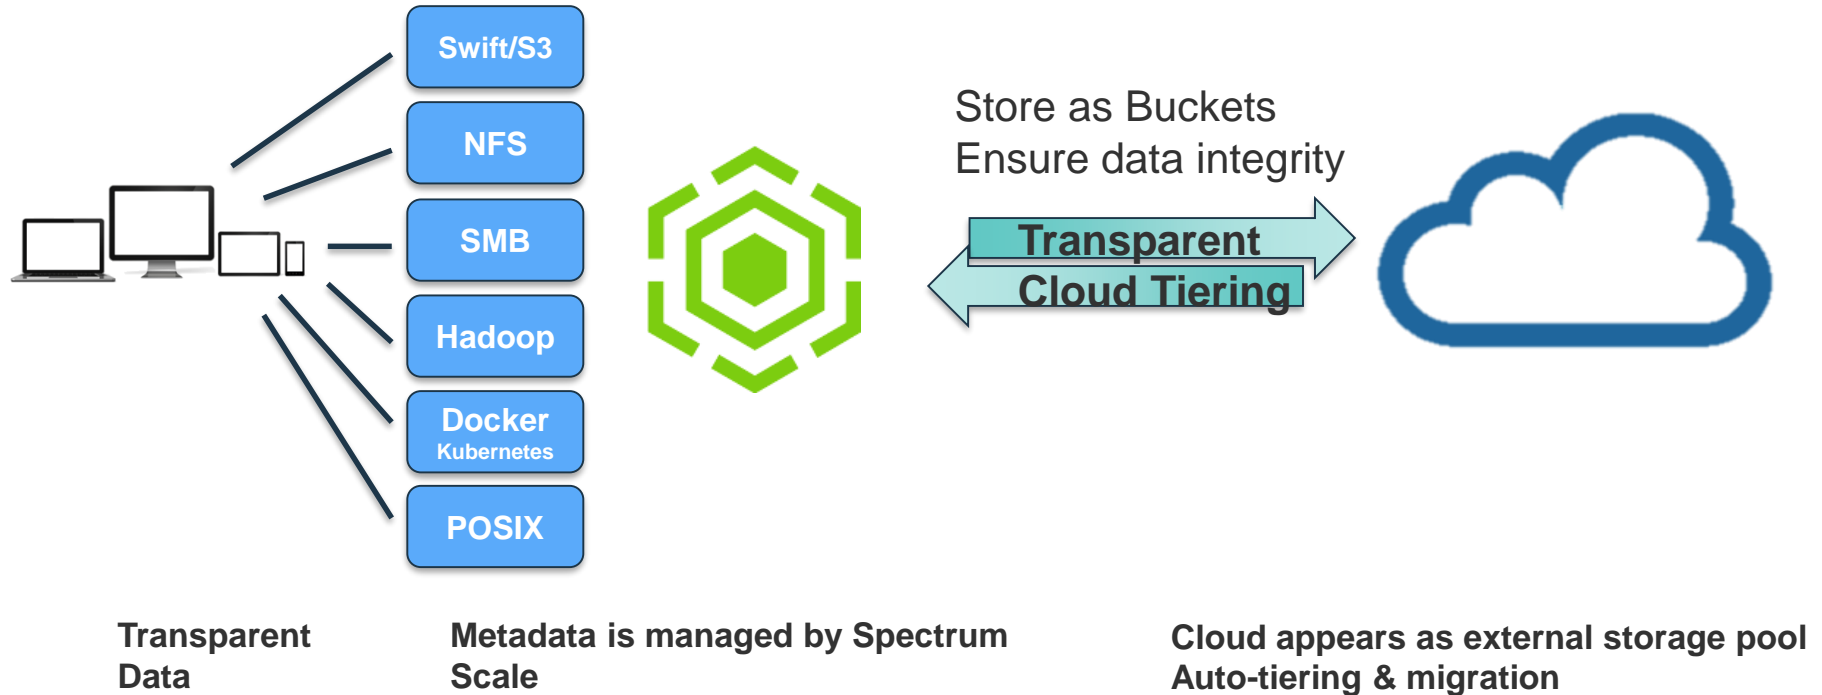 Swift/S3
NFS
SMB
Hadoop
Docker
Kubernetes
POSIX
Store as Buckets
Ensure data integrity
Transparent
Cloud Tiering
Transparent
Data
Metadata is managed by Spectrum
Scale
Cloud appears as external storage pool
Auto-tiering & migration